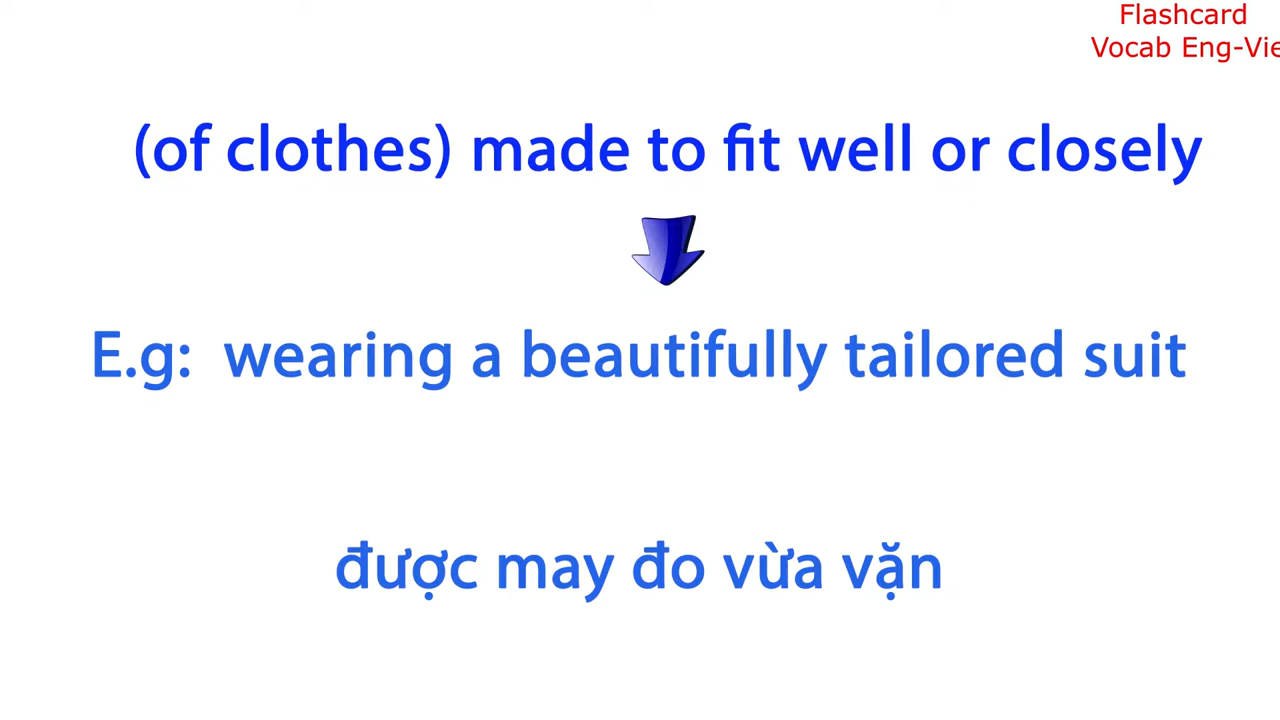 Flashcard
Vocab Eng-Vie
(of clothes) made to fit well or closely
E.g: wearing a beautifully tailored suit
được may đo vừa vặn